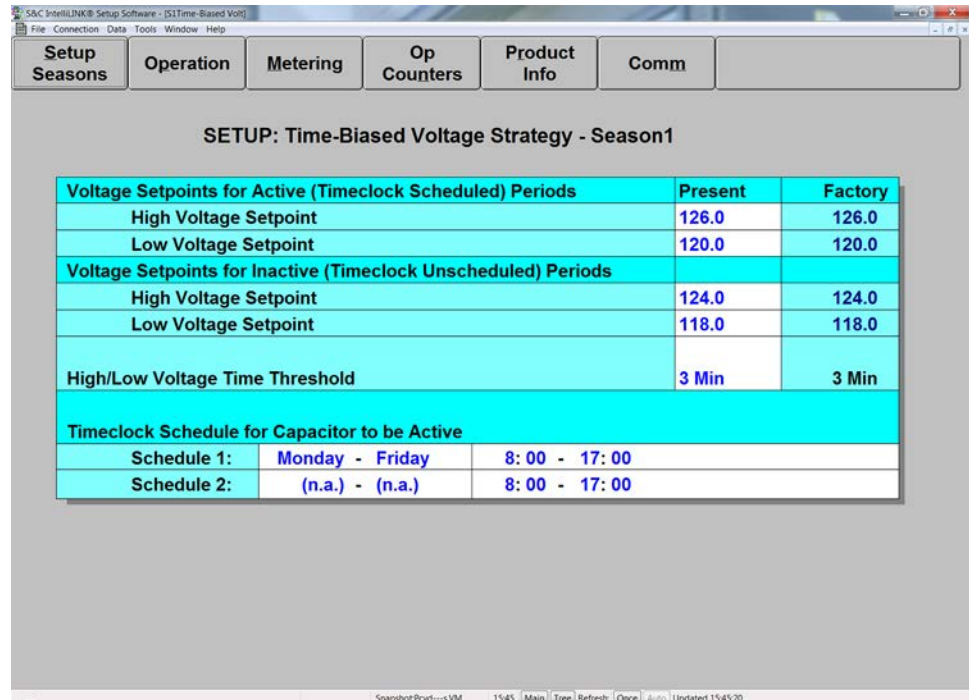 S&C IntelliLINK® Setup Software - [S1Time-Biased Volt]
File Connection Data Tools Window Help
Setup Seasons
Operation
Metering
Op Counters
Product Info
Comm
SETUP: Time-Biased Voltage Strategy - Season1
Voltage Setpoints for Active (Timeclock Scheduled) Periods Present Factory
High Voltage Setpoint 126.0 126.0
Low Voltage Setpoint 120.0 120.0
Voltage Setpoints for Inactive (Timeclock Unscheduled) Periods
High Voltage Setpoint 124.0 124.0
Low Voltage Setpoint 118.0 118.0
High/Low Voltage Time Threshold 3 Min 3 Min
Timeclock Schedule for Capacitor to be Active
Schedule 1: Monday - Friday 8: 00 - 17: 00
Schedule 2: (n.a.) - (n.a.) 8: 00 - 17: 00
15:45 Main Tree Refresh: Once Auto Updated 15:45:20